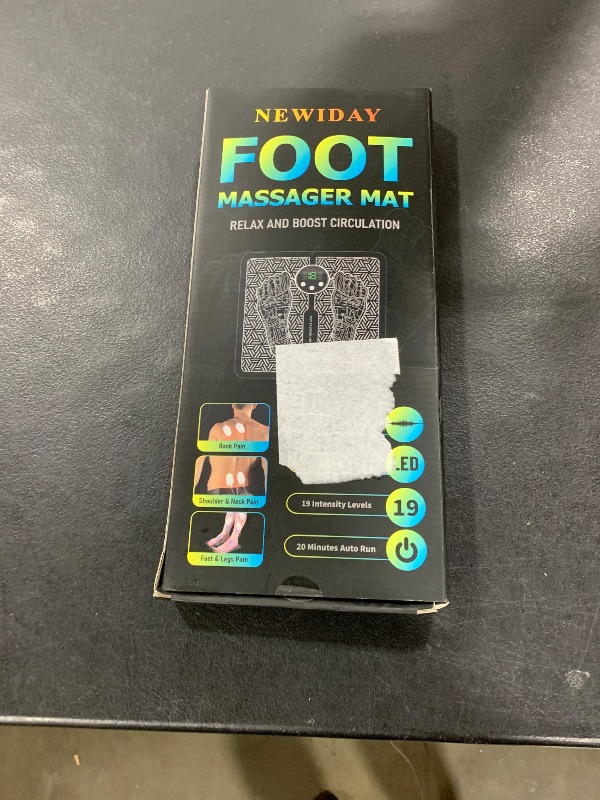 NEWIDAY
FOOT
MASSAGER MAT
RELAX AND BOOST CIRCULATION
Back Pain
LED
Shoulder & Neck Pain
19 Intensity Levels
19
20 Minutes Auto Run
Foot & Legs Pain